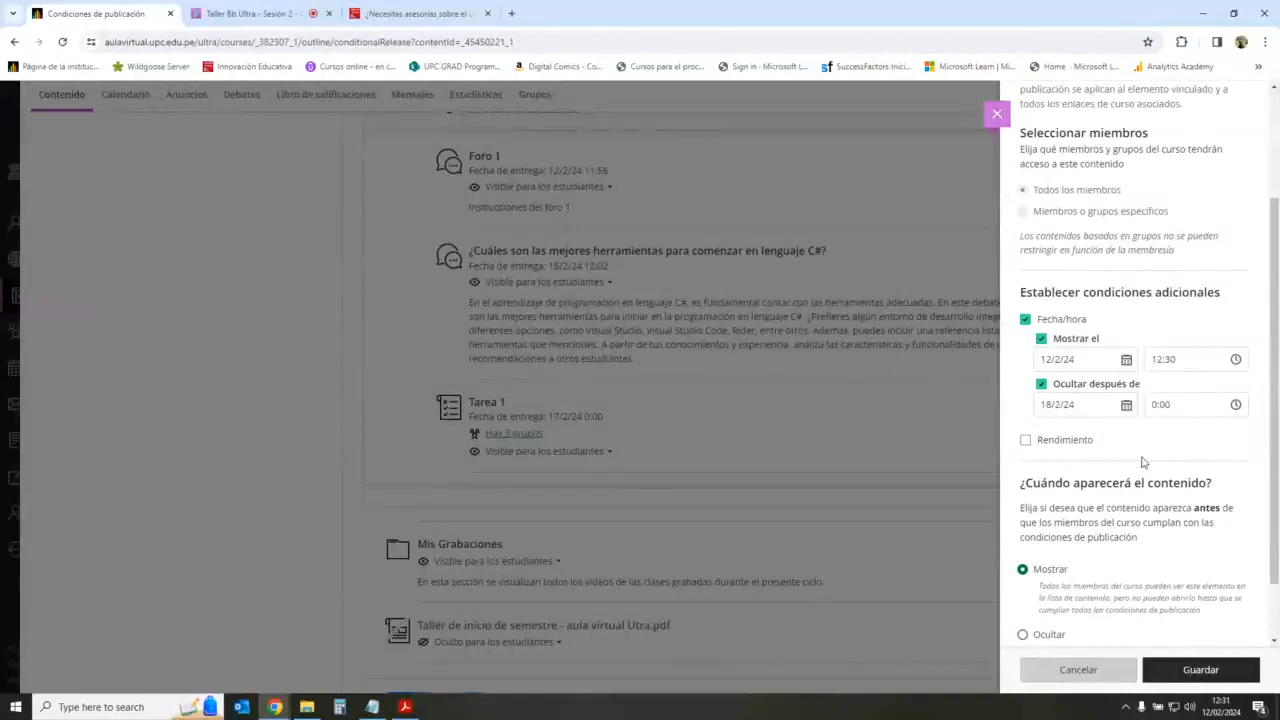 Condiciones de publicación
Taller Bb Ultra - Sesión 2 -
¿Necesitas asesorías sobre el u
aulavirtual.upc.edu.pe/ultra/courses/_382307_1/outline/conditionalRelease?contentId=_45450221_1
Página de la instituc...
Wildgoose Server
Innovación Educativa
Cursos online - en c...
UPC GRAD Program...
Digital Comics - Co...
Cursos para el proc...
Sign in · Microsoft L...
SuccessFactors Inici...
Microsoft Learn | Mi...
Home · Microsoft L...
Analytics Academy
»
Contenido
Calendario
Anuncios
Debates
Libro de calificaciones
Mensajes
Estadísticas
Grupos
Foro 1
Fecha de entrega: 12/2/24 11:56
Visible para los estudiantes
Instrucciones del foro 1
¿Cuáles son las mejores herramientas para comenzar en lenguaje C#?
Fecha de entrega: 15/2/24 12:02
Visible para los estudiantes
En el aprendizaje de programación en lenguaje C#, es fundamental contar con las herramientas adecuadas. En este debate
son las mejores herramientas para iniciar en la programación en lenguaje C#. ¿Prefieres algún entorno de desarrollo integ
diferentes opciones, como Visual Studio, Visual Studio Code, Rider, entre otros. Además, puedes incluir una referencia lista
herramientas que menciones. A partir de tus conocimientos y experiencia, analiza las características y funcionalidades de
recomendaciones a otros estudiantes.
Tarea 1
Fecha de entrega: 17/2/24 0:00
Hay 3 grupos
Visible para los estudiantes
Mis Grabaciones
Visible para los estudiantes
En esta sección se visualizan todos los videos de las clases grabadas durante el presente ciclo.
Taller de inicio de semestre - aula virtual Utra.pdf
Oculto para los estudiantes
publicación se aplican al elemento vinculado y a
todos los enlaces de curso asociados.
Seleccionar miembros
Elija qué miembros y grupos del curso tendrán
acceso a este contenido
Todos los miembros
Miembros o grupos específicos
Los contenidos basados en grupos no se pueden
restringir en función de la membresía
Establecer condiciones adicionales
Fecha/hora
Mostrar el
12/2/24
12:30
Ocultar después de
18/2/24
0:00
Rendimiento
¿Cuándo aparecerá el contenido?
Elija si desea que el contenido aparezca antes de
que los miembros del curso cumplan con las
condiciones de publicación
Mostrar
Todos los miembros del curso pueden ver este elemento en
la lista de contenido, pero no pueden abrirlo hasta que se
cumplan todas las condiciones de publicación
Ocultar
Cancelar
Guardar
Type here to search
12:31
12/02/2024